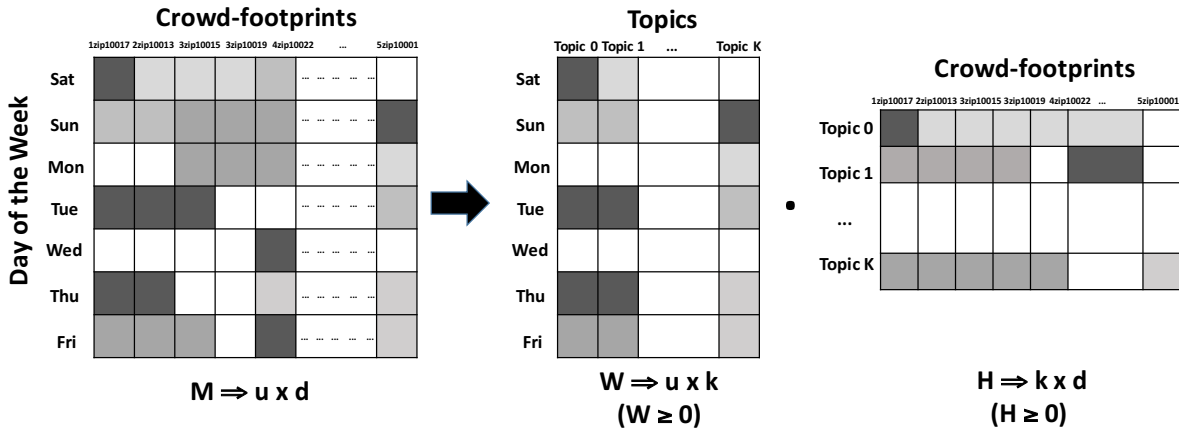 Crowd-footprints
1zip10017 2zip10013 3zip10015 3zip10019 4zip10022 ... 5zip10001
Day of the Week
Sat ... ... ... ... ...
Sun ... ... ... ... ...
Mon ... ... ... ... ...
Tue ... ... ... ... ...
Wed ... ... ... ... ...
Thu ... ... ... ... ...
Fri ... ... ... ... ...
M ⇒ u x d
Topics
Topic 0 Topic 1 ... Topic K
Sat
Sun
Mon
Tue
Wed
Thu
Fri
W ⇒ u x k
(W ≥ 0)
.
Crowd-footprints
1zip10017 2zip10013 3zip10015 3zip10019 4zip10022 ... 5zip10001
Topic 0
Topic 1
...
Topic K
H ⇒ k x d
(H ≥ 0)